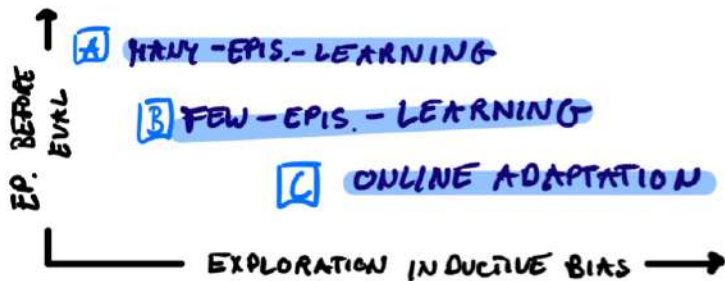 A MANY-EPIS.-LEARNING
B FEW-EPIS.-LEARNING
C ONLINE ADAPTATION
EP. BEFORE
EVAL
EXPLORATION INDUCTIVE BIAS